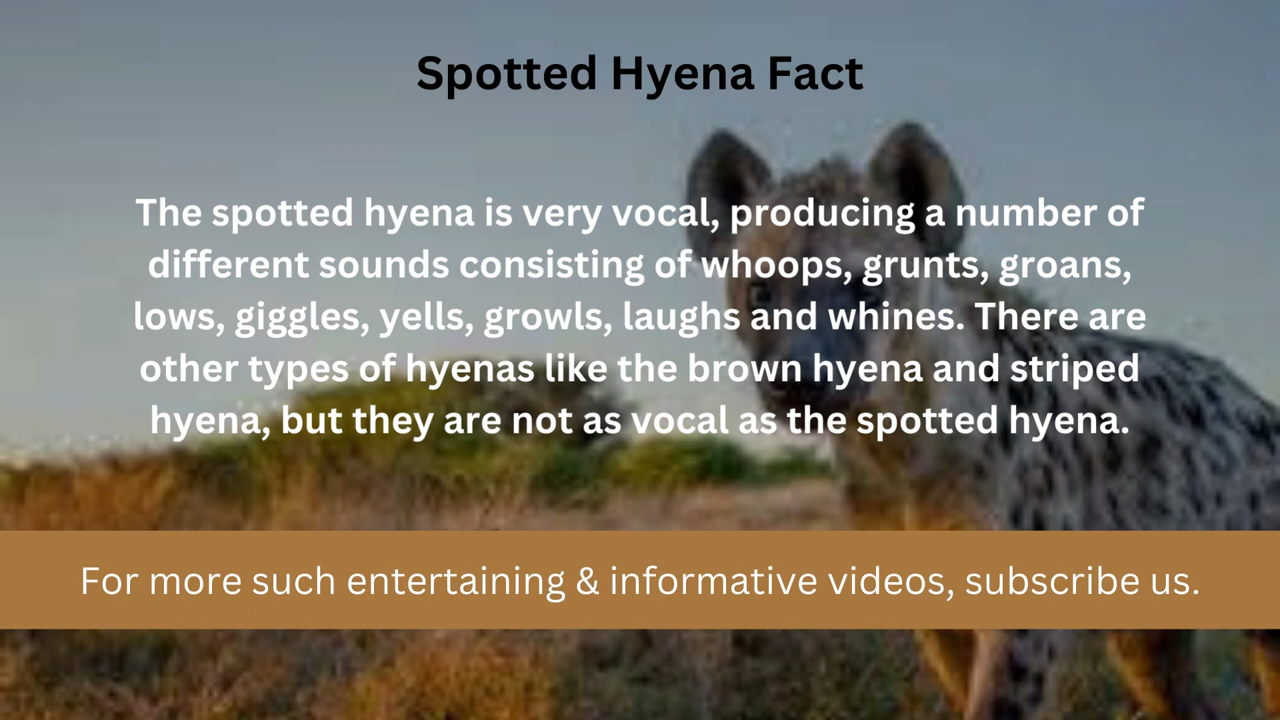 Spotted Hyena Fact
The spotted hyena is very vocal, producing a number of
different sounds consisting of whoops, grunts, groans,
lows, giggles, yells, growls, laughs and whines. There are
other types of hyenas like the brown hyena and striped
hyena, but they are not as vocal as the spotted hyena.
For more such entertaining & informative videos, subscribe us.